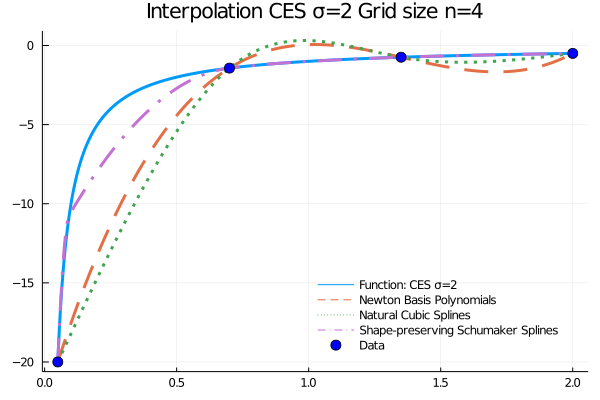 Interpolation CES σ=2 Grid size n=4
0
−5
−10
−15
−20
0.0
0.5
1.0
1.5
2.0
Function: CES σ=2
Newton Basis Polynomials
Natural Cubic Splines
Shape-preserving Schumaker Splines
Data